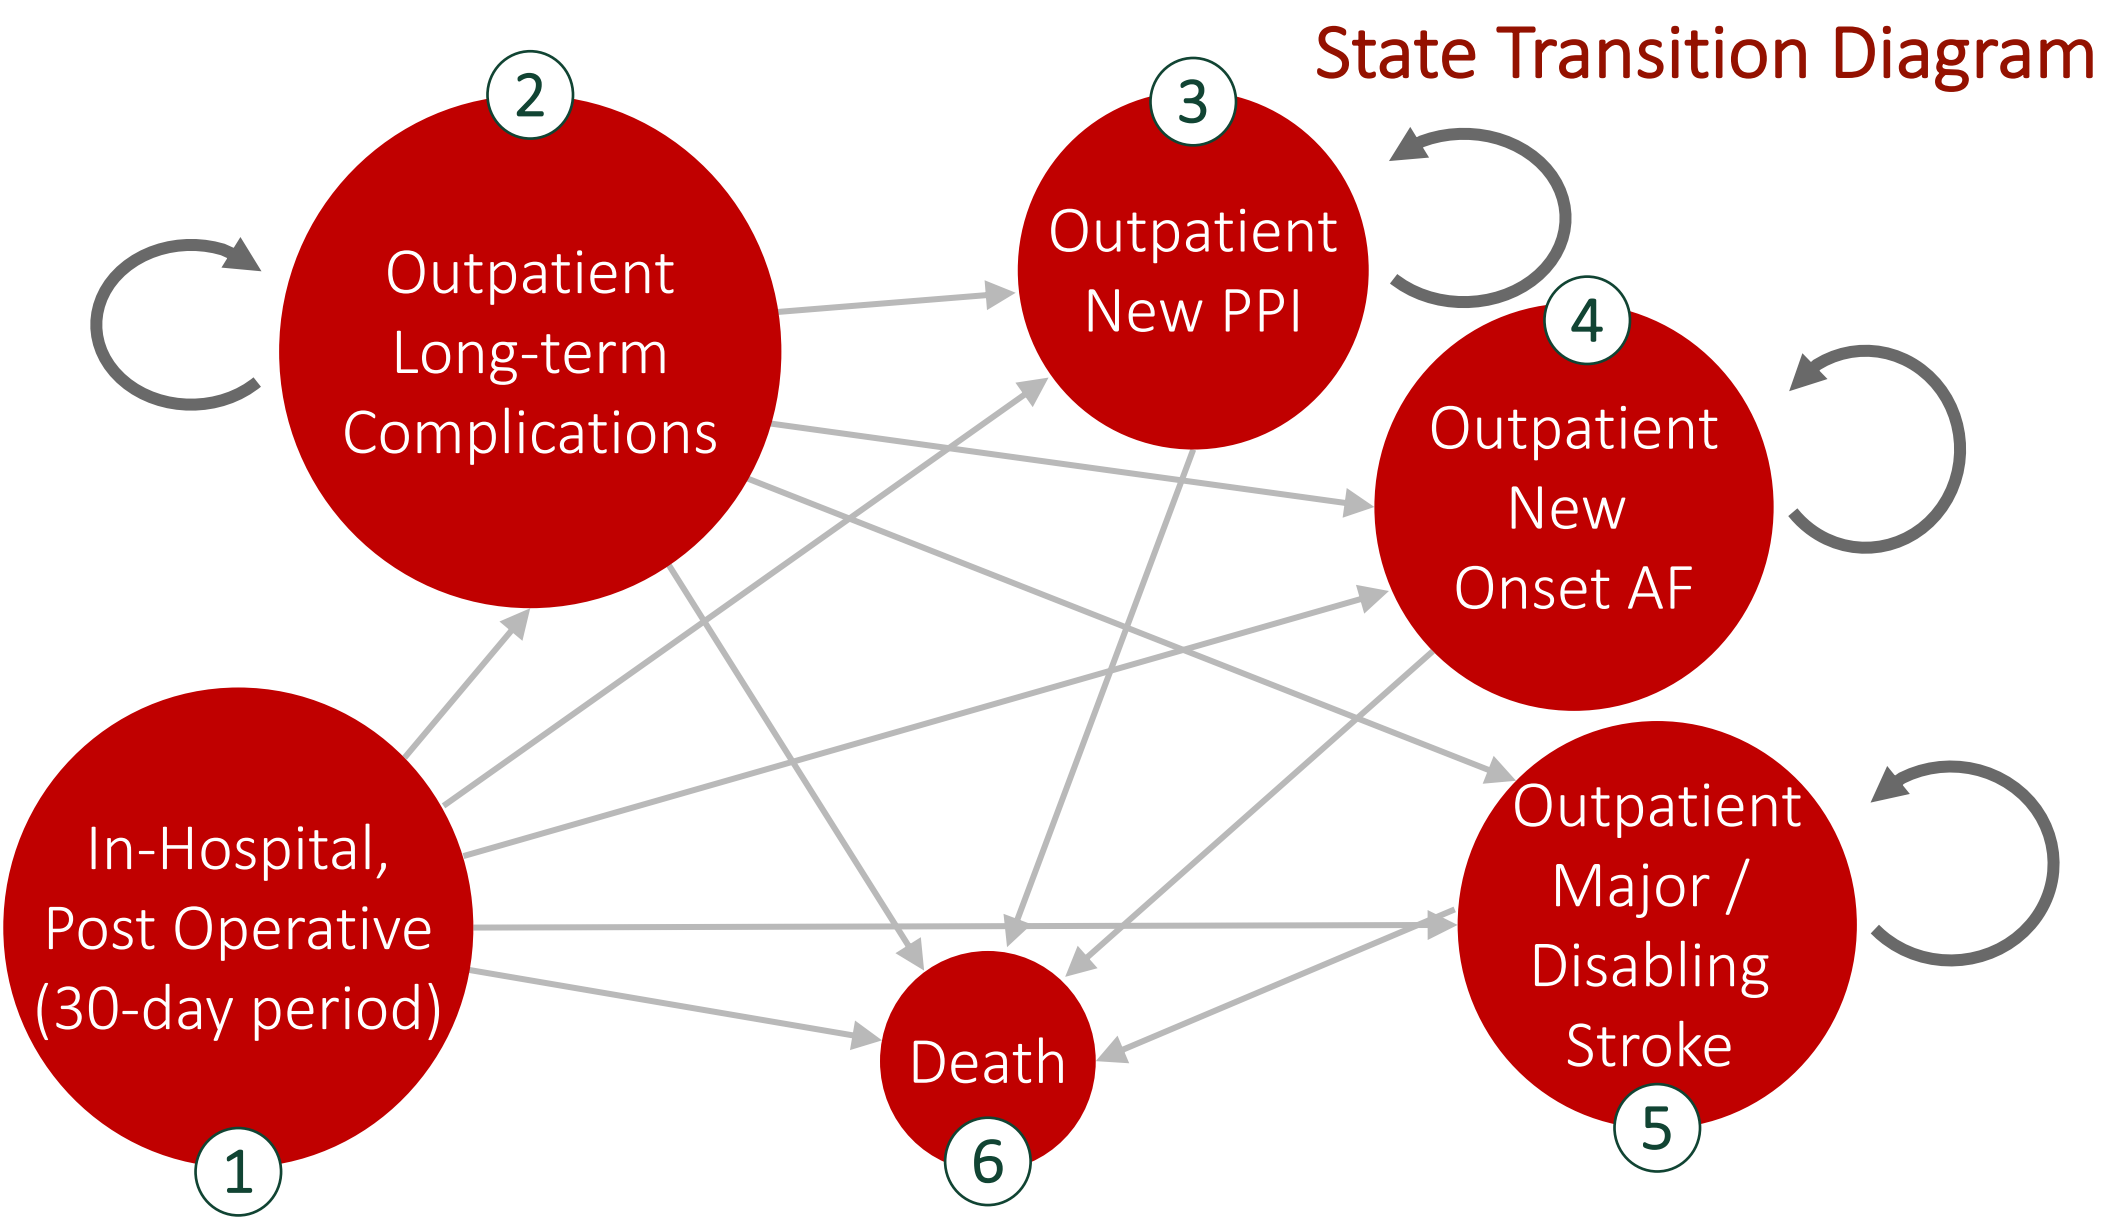 State Transition Diagram
2
Outpatient
Long-term
Complications
3
Outpatient
New PPI
4
Outpatient
New
Onset AF
In-Hospital,
Post Operative
(30-day period)
1
Death
6
Outpatient
Major /
Disabling
Stroke
5